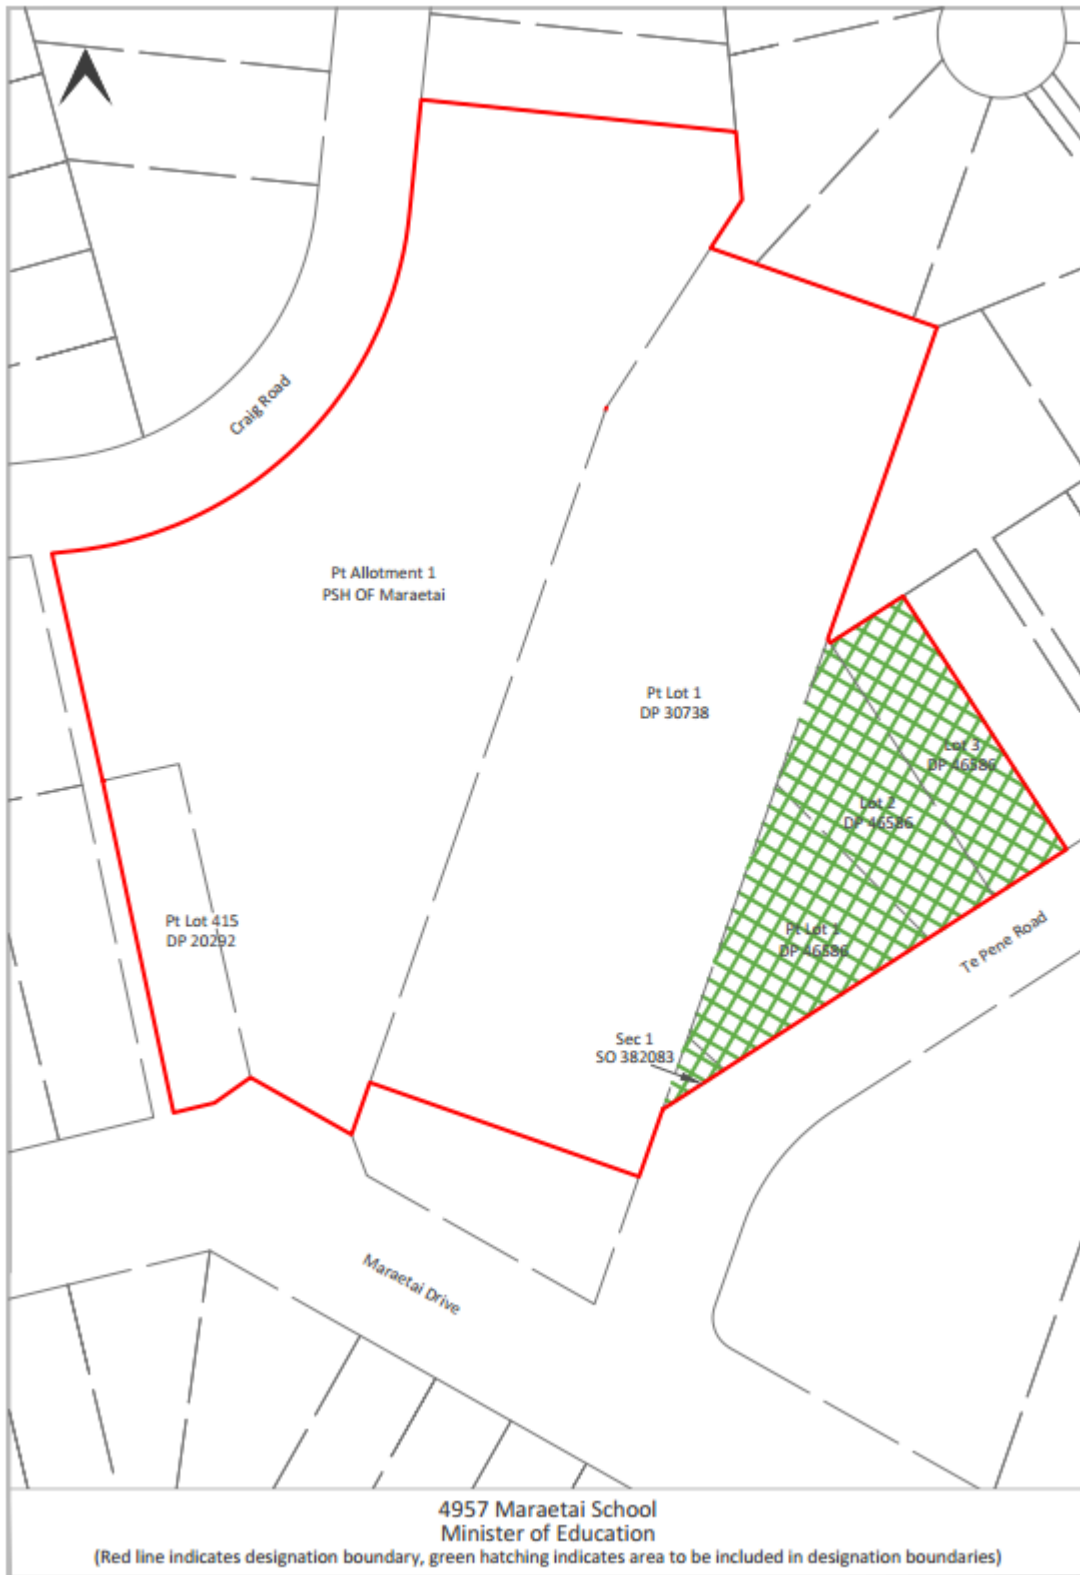 Craig Road
Pt Allotment 1
PSH OF Maraetai
Pt Lot 1
DP 30738
Lot 3
DP 46586
Lot 2
DP 46586
Pt Lot 415
DP 20292
Pt Lot 1
DP 46586
Te Pene Road
Sec 1
SO 382083
Maraetai Drive
4957 Maraetai School
Minister of Education
(Red line indicates designation boundary, green hatching indicates area to be included in designation boundaries)